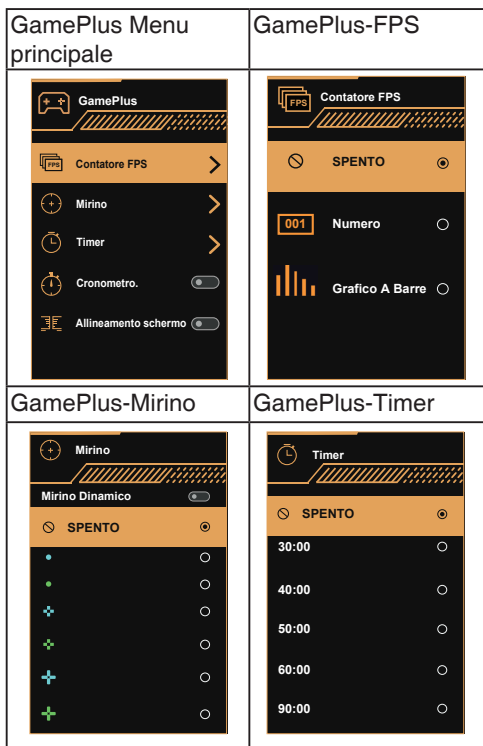 GamePlus Menu
principale
GamePlus-FPS
GamePlus
FPS
Contatore FPS
Mirino
Timer
Cronometro.
Allineamento schermo
FPS
Contatore FPS
SPENTO
001
Numero
Grafico A Barre
GamePlus-Mirino
GamePlus-Timer
Mirino
Mirino Dinamico
SPENTO
Timer
SPENTO
30:00
40:00
50:00
60:00
90:00